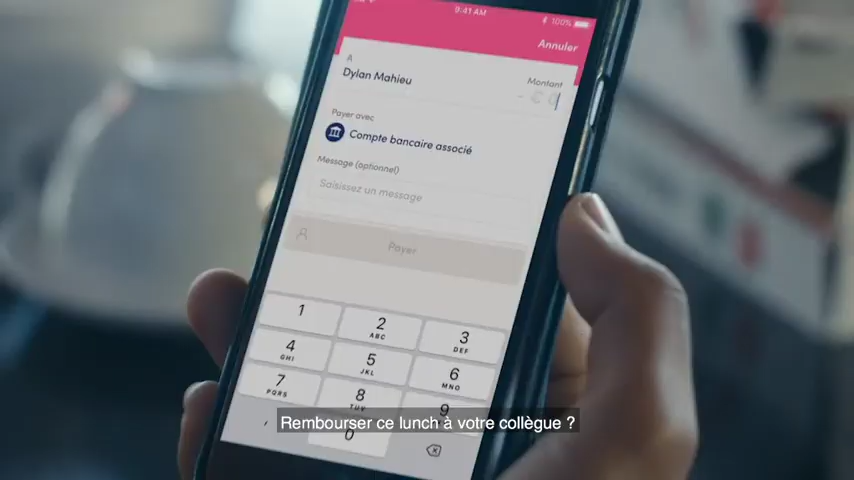 9:41 AM
100%
Annuler
A
Dylan Mahieu
Montant
- € 0
Payer avec
Compte bancaire associé
Message (optionnel)
Saisissez un message
Payer
1
2
ABC
3
DEF
4
GHI
5
JKL
6
MNO
7
PQRS
8
TUV
9
Rembourser ce lunch à votre collègue ?
,
0